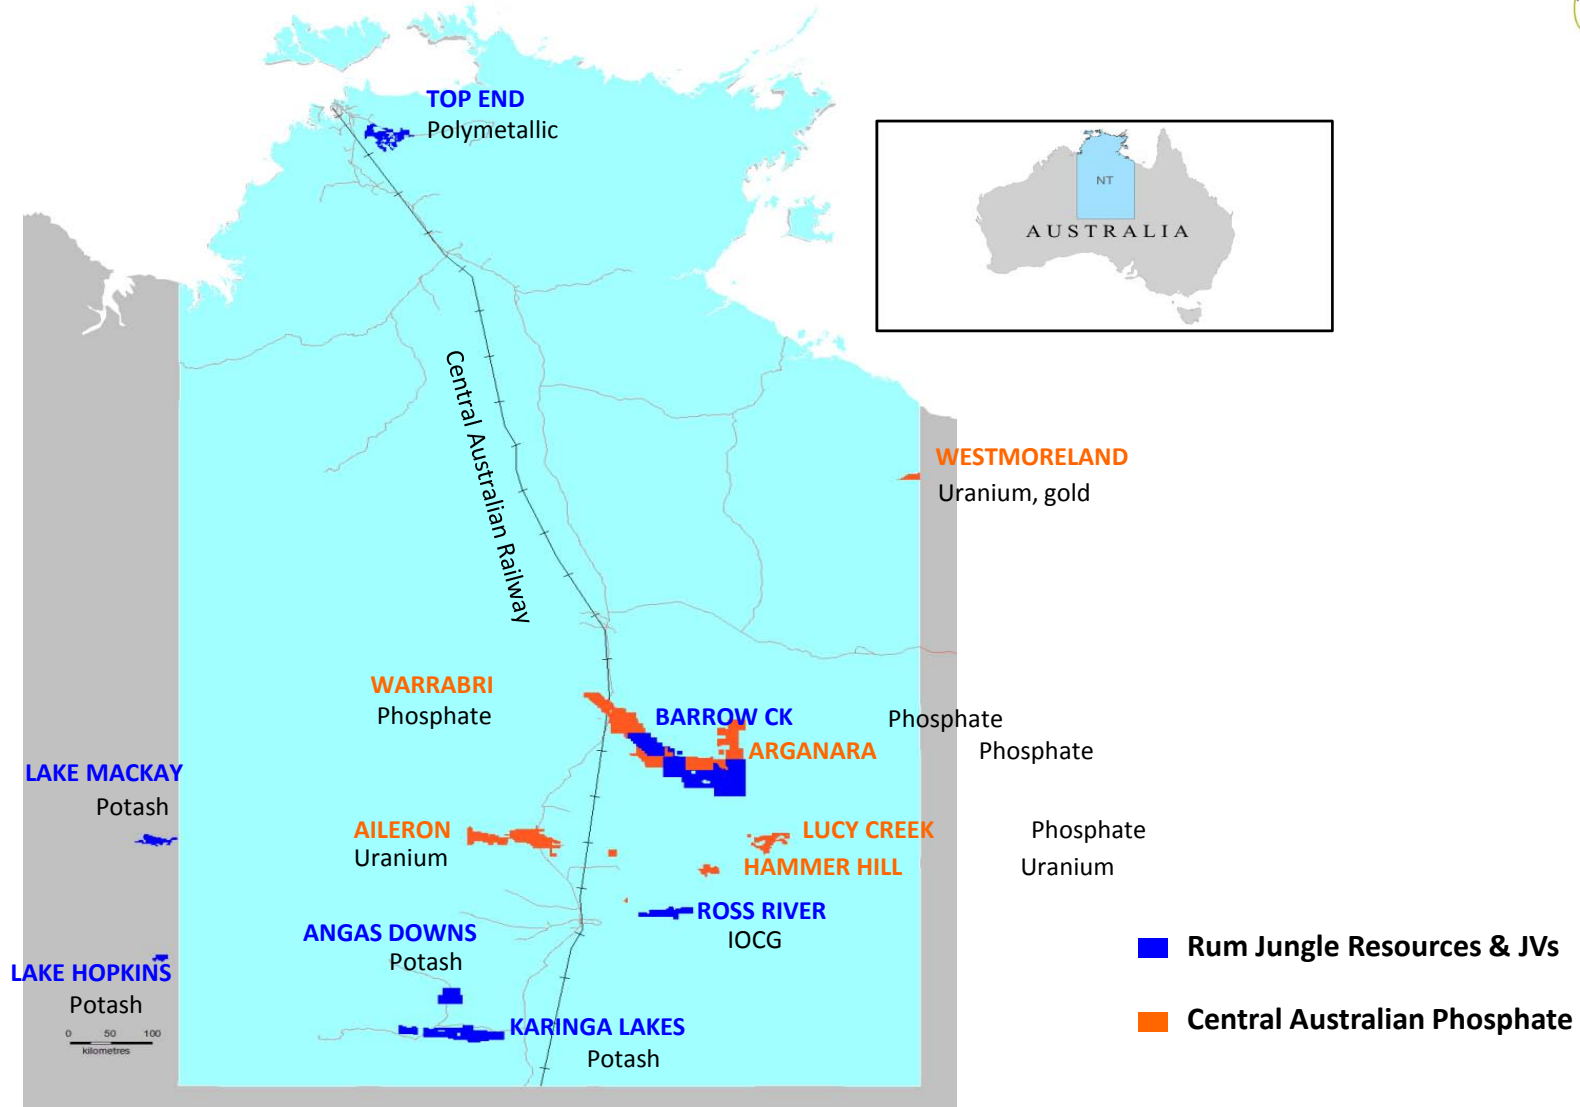 TOP END
Polymetallic
NT
AUSTRALIA
Central Australian Railway
WESTMORELAND
Uranium, gold
WARRABRI
Phosphate
BARROW CK
Phosphate
ARGANARA
Phosphate
LAKE MACKAY
Potash
AILERON
Uranium
LUCY CREEK
Phosphate
HAMMER HILL
Uranium
ROSS RIVER
IOCG
ANGAS DOWNS
Potash
LAKE HOPKINS
Potash
KARINGA LAKES
Potash
0 50 100
kilometres
Rum Jungle Resources & JVs
Central Australian Phosphate